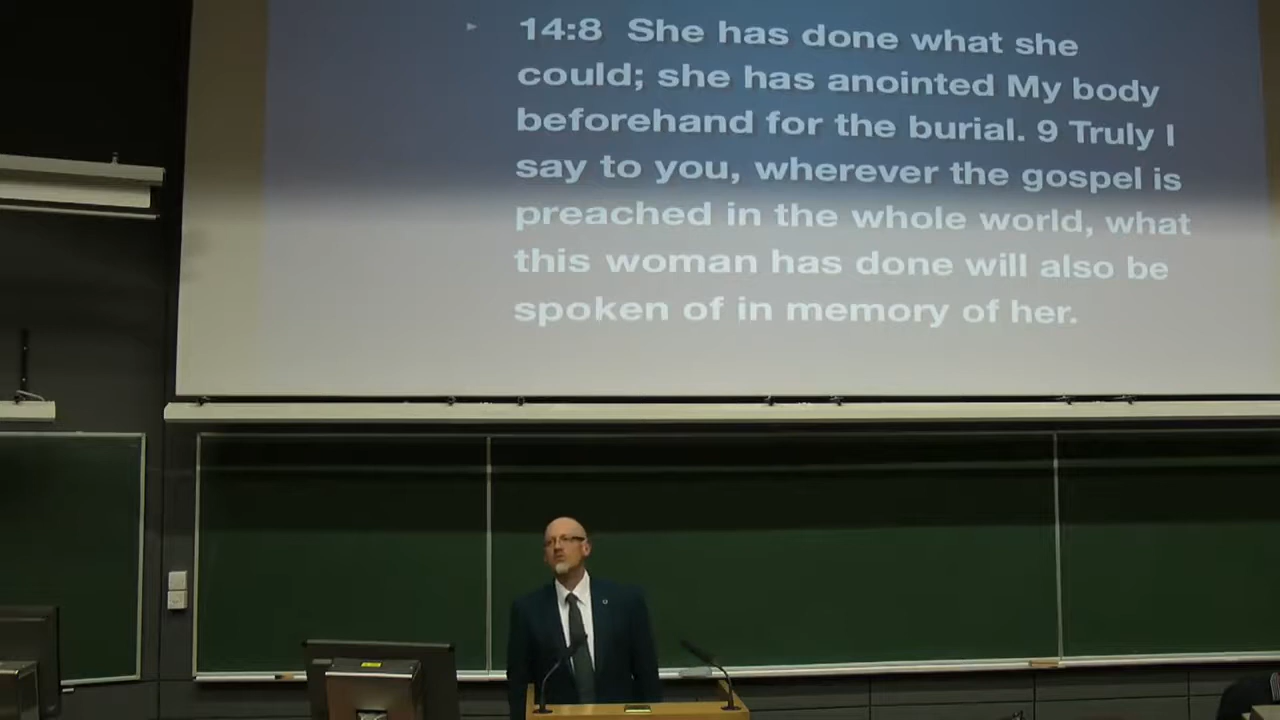 14:8 She has done what she
could; she has anointed My body
beforehand for the burial. 9 Truly I
say to you, wherever the gospel is
preached in the whole world, what
this woman has done will also be
spoken of in memory of her.